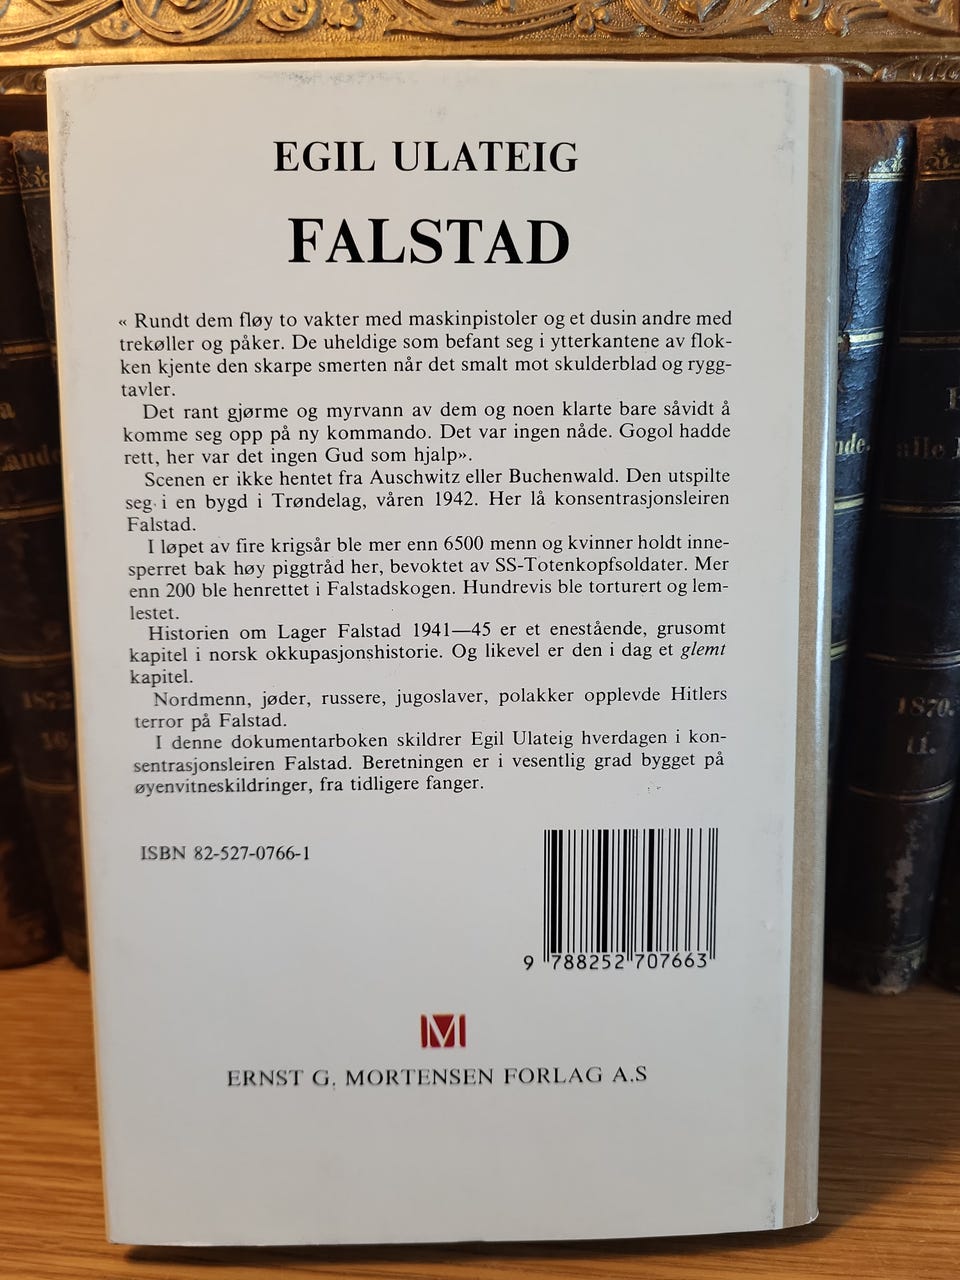 EGIL ULATEIG
FALSTAD
« Rundt dem fløy to vakter med maskinpistoler og et dusin andre med
trekøller og påker. De uheldige som befant seg i ytterkantene av flok-
ken kjente den skarpe smerten når det smalt mot skulderblad og rygg-
tavler.
Det rant gjørme og myrvann av dem og noen klarte bare såvidt å
komme seg opp på ny kommando. Det var ingen nåde. Gogol hadde
rett, her var det ingen Gud som hjalp».
Scenen er ikke hentet fra Auschwitz eller Buchenwald. Den utspilte
seg i en bygd i Trøndelag, våren 1942. Her lå konsentrasjonsleiren
Falstad.
I løpet av fire krigsår ble mer enn 6500 menn og kvinner holdt inne-
sperret bak høy piggtråd her, bevoktet av SS-Totenkopfsoldater. Mer
enn 200 ble henrettet i Falstadskogen. Hundrevis ble torturert og lem-
lestet.
Historien om Lager Falstad 1941—45 er et enestående, grusomt
kapitel i norsk okkupasjonshistorie. Og likevel er den i dag et glemt
kapitel.
Nordmenn, jøder, russere, jugoslaver, polakker opplevde Hitlers
terror på Falstad.
I denne dokumentarboken skildrer Egil Ulateig hverdagen i kon-
sentrasjonsleiren Falstad. Beretningen er i vesentlig grad bygget på
øyenvitneskildringer, fra tidligere fanger.
ISBN 82-527-0766-1
9 788252 707663
M
ERNST G. MORTENSEN FORLAG A.S
1872
16
nde.
alle
1870.
11.